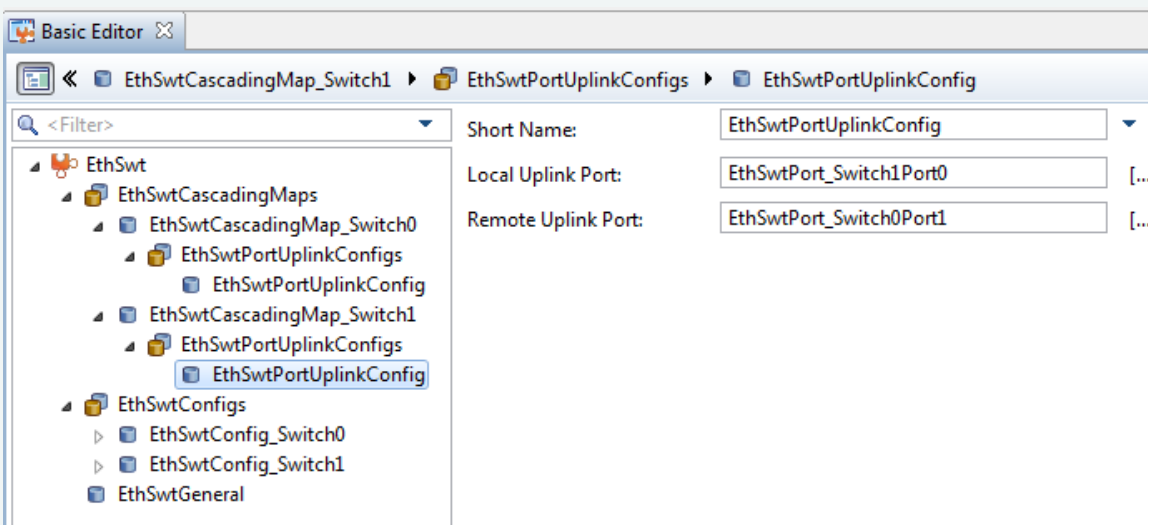 Basic Editor
EthSwtCascadingMap_Switch1 EthSwtPortUplinkConfigs EthSwtPortUplinkConfig
<Filter>
EthSwt
EthSwtCascadingMaps
EthSwtCascadingMap_Switch0
EthSwtPortUplinkConfigs
EthSwtPortUplinkConfig
EthSwtCascadingMap_Switch1
EthSwtPortUplinkConfigs
EthSwtPortUplinkConfig
EthSwtConfigs
EthSwtConfig_Switch0
EthSwtConfig_Switch1
EthSwtGeneral
Short Name: EthSwtPortUplinkConfig
Local Uplink Port: EthSwtPort_Switch1Port0 [...
Remote Uplink Port: EthSwtPort_Switch0Port1 [...